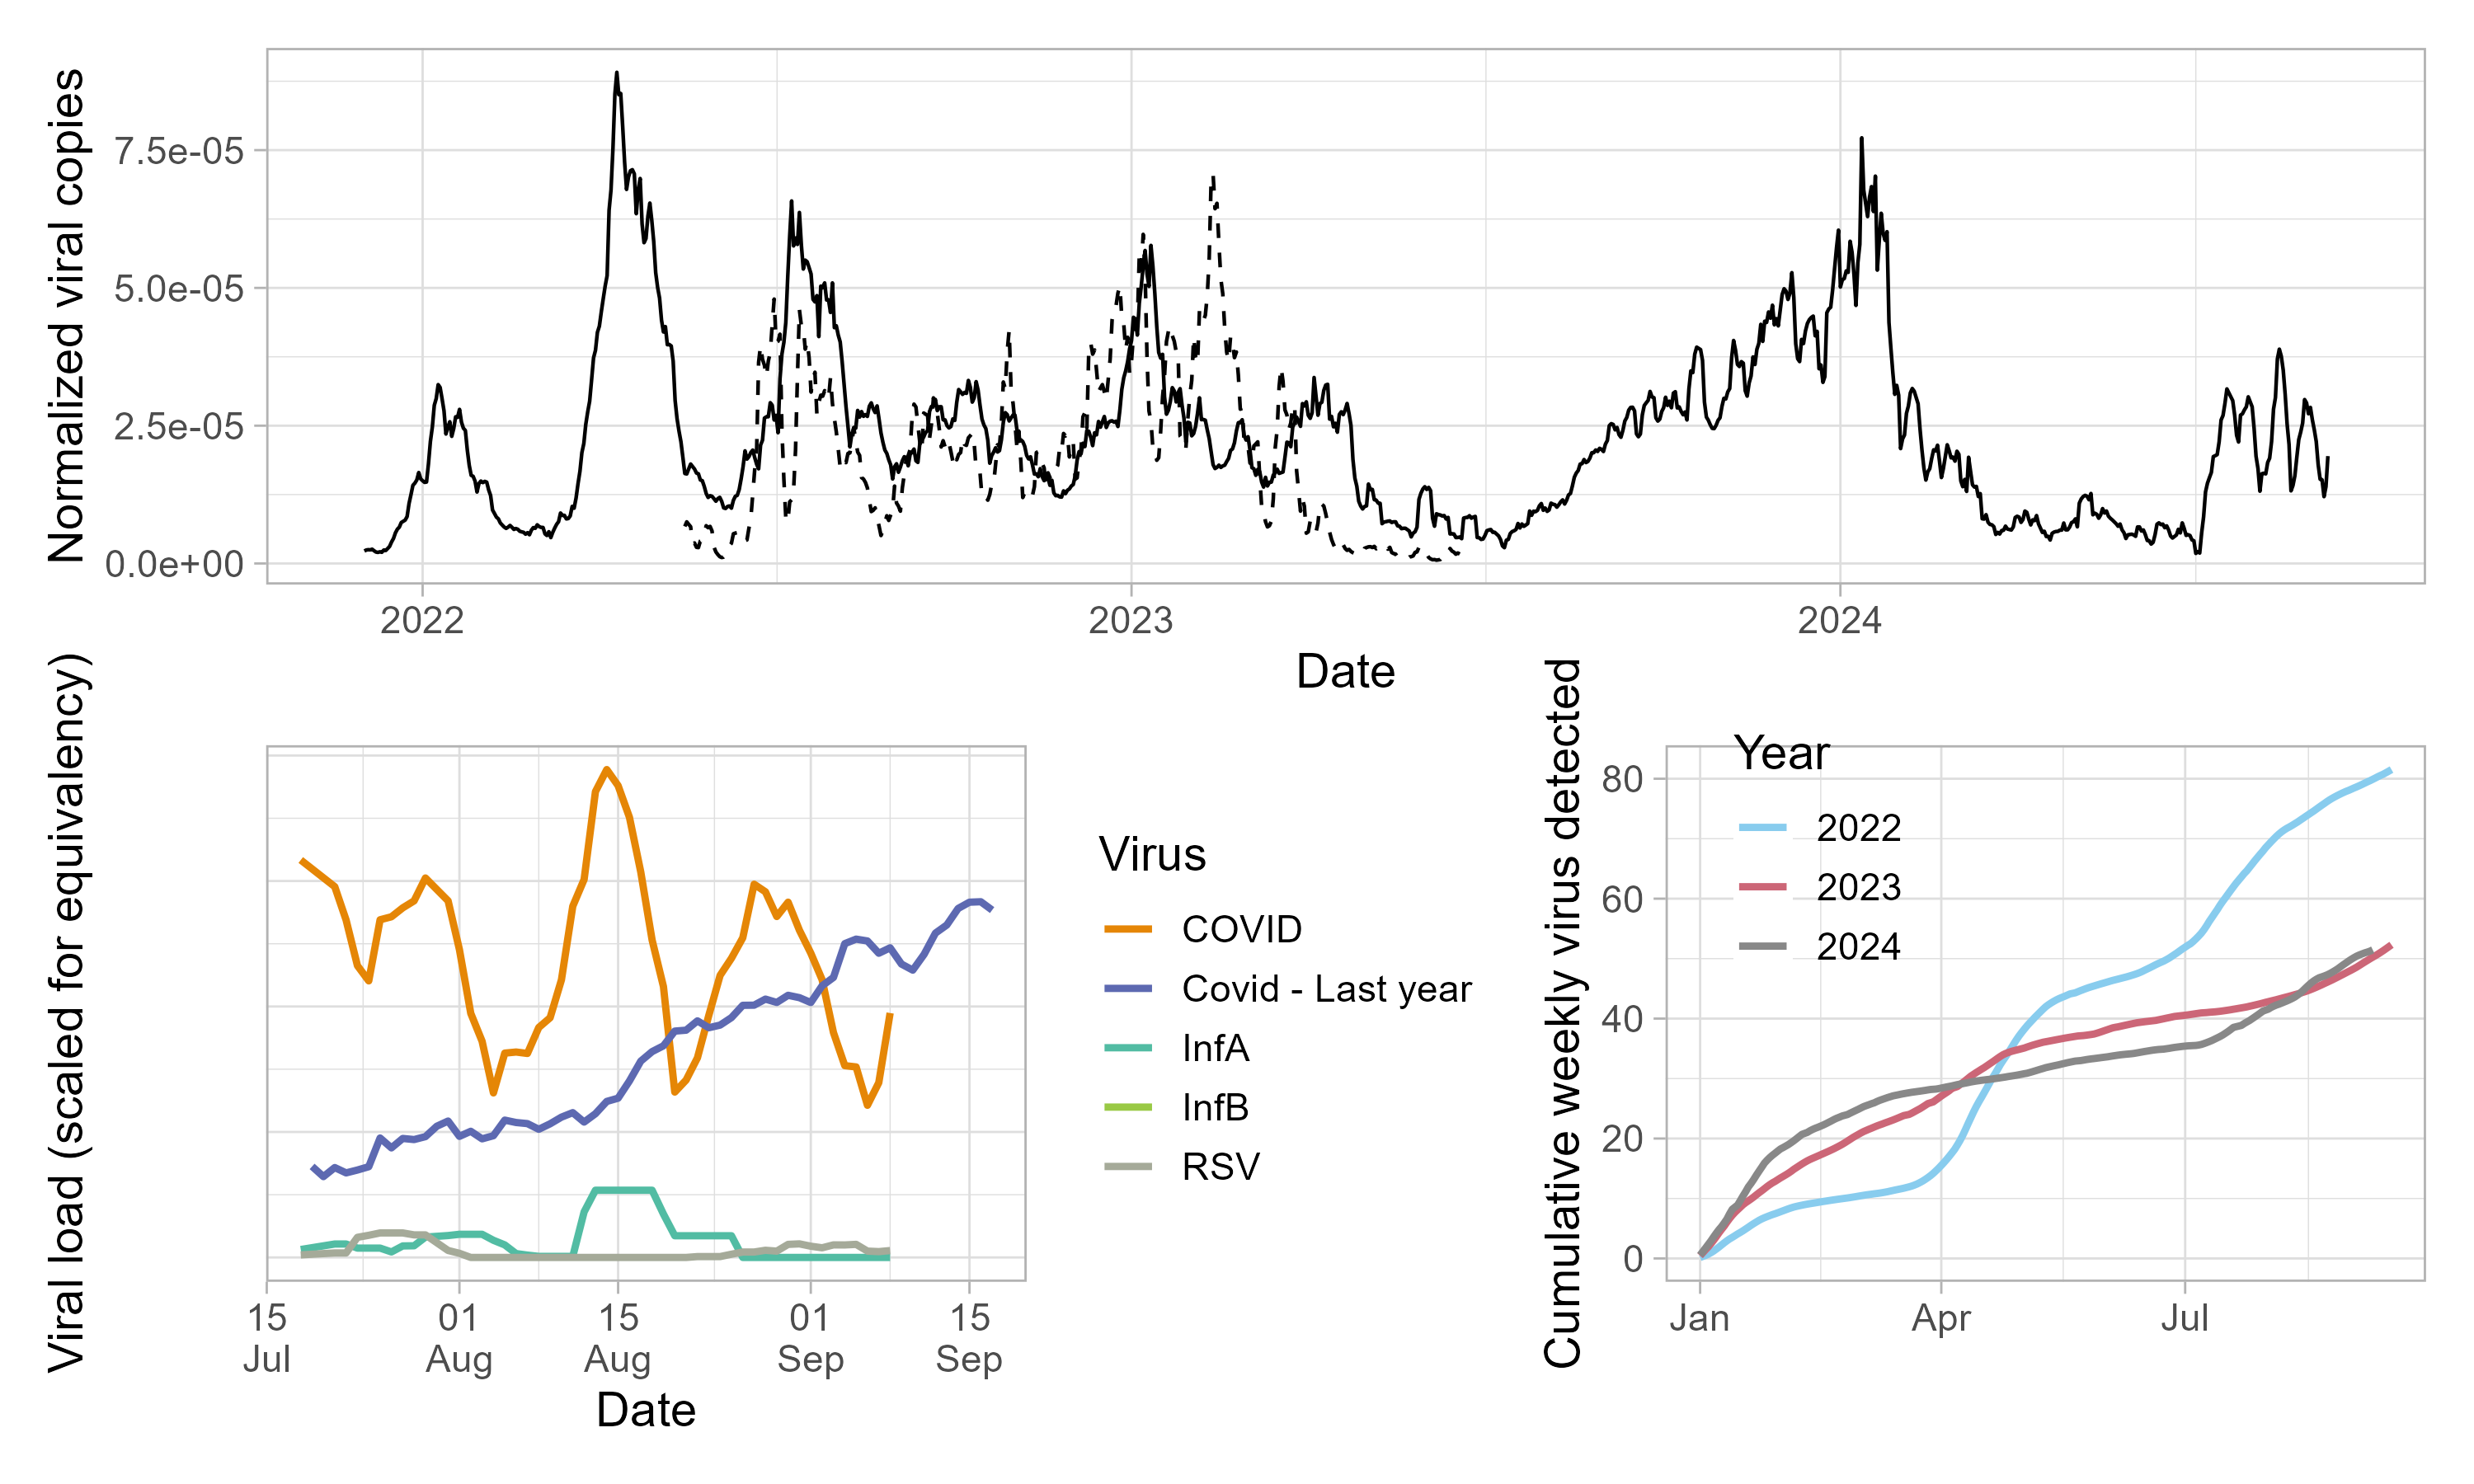 Normalized viral copies
7.5e-05
5.0e-05
2.5e-05
0.0e+00
2022
2023
2024
Date
Viral load (scaled for equivalency)
15
Jul
01
Aug
15
Aug
01
Sep
15
Sep
Date
Virus
COVID
Covid - Last year
InfA
InfB
RSV
Cumulative weekly virus detected
80
60
40
20
0
Jan
Apr
Jul
Year
2022
2023
2024